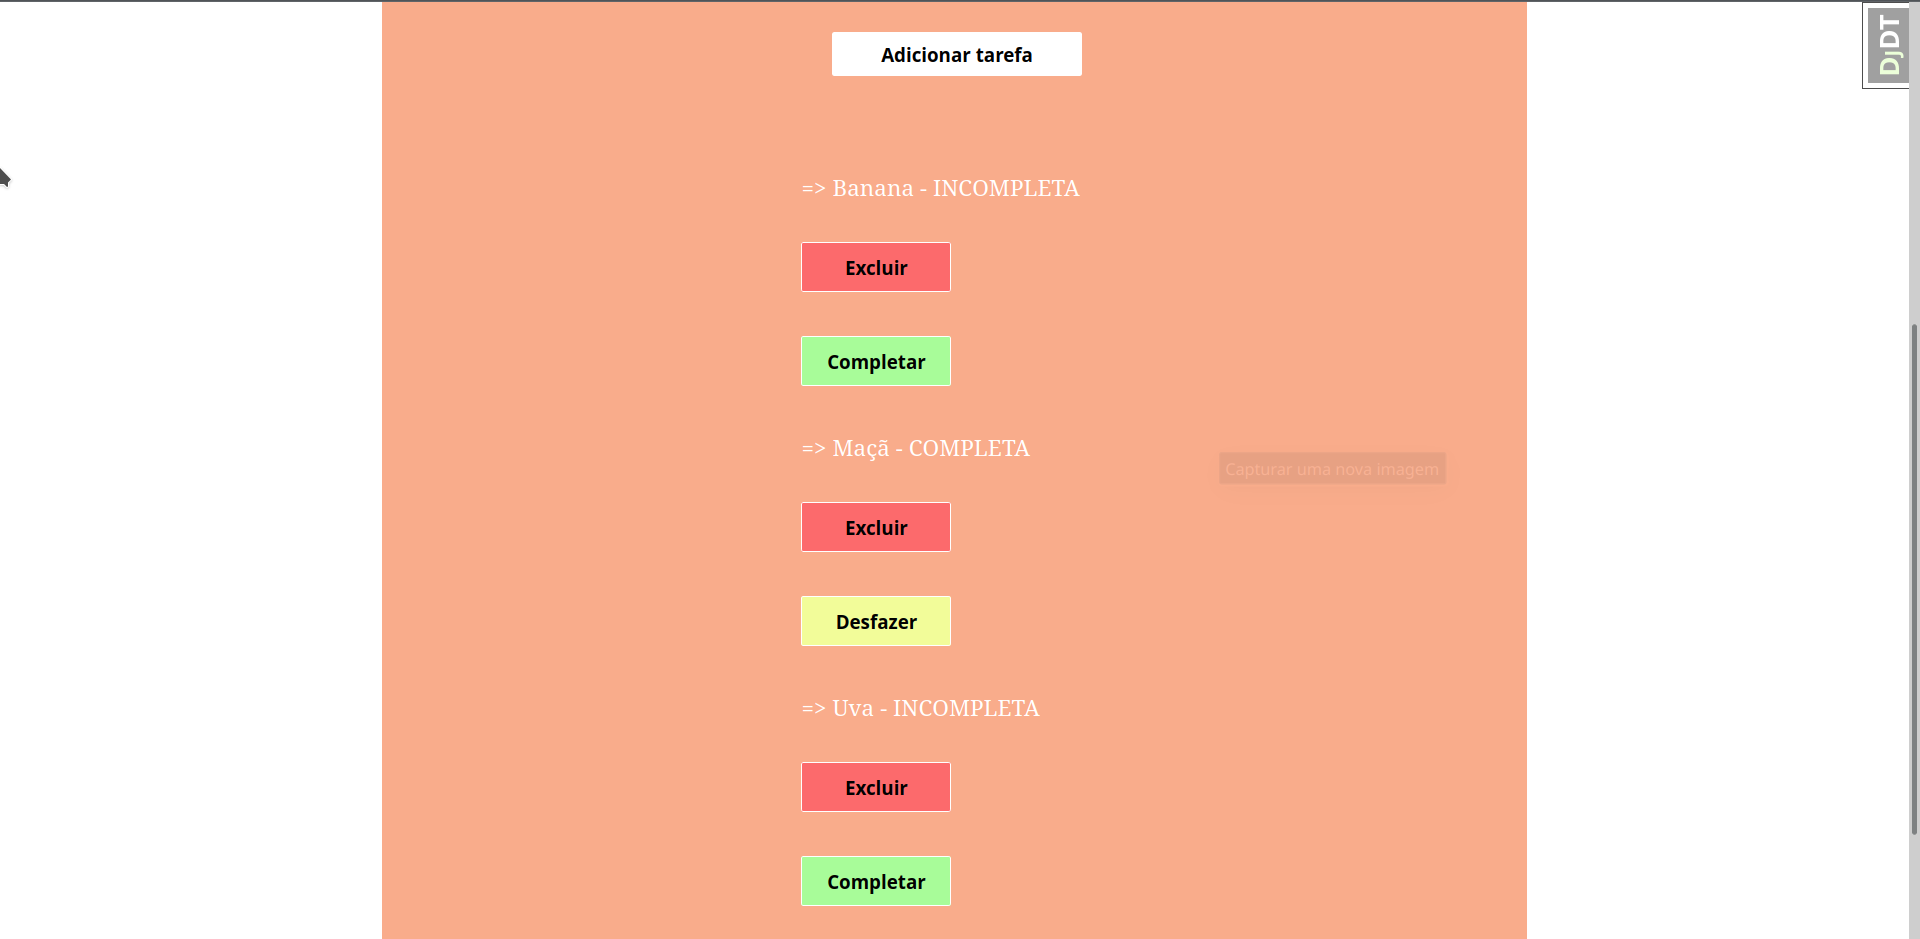 Adicionar tarefa
DJDT
=> Banana - INCOMPLETA
Excluir
Completar
=> Maçã - COMPLETA
Capturar uma nova imagem
Excluir
Desfazer
=> Uva - INCOMPLETA
Excluir
Completar